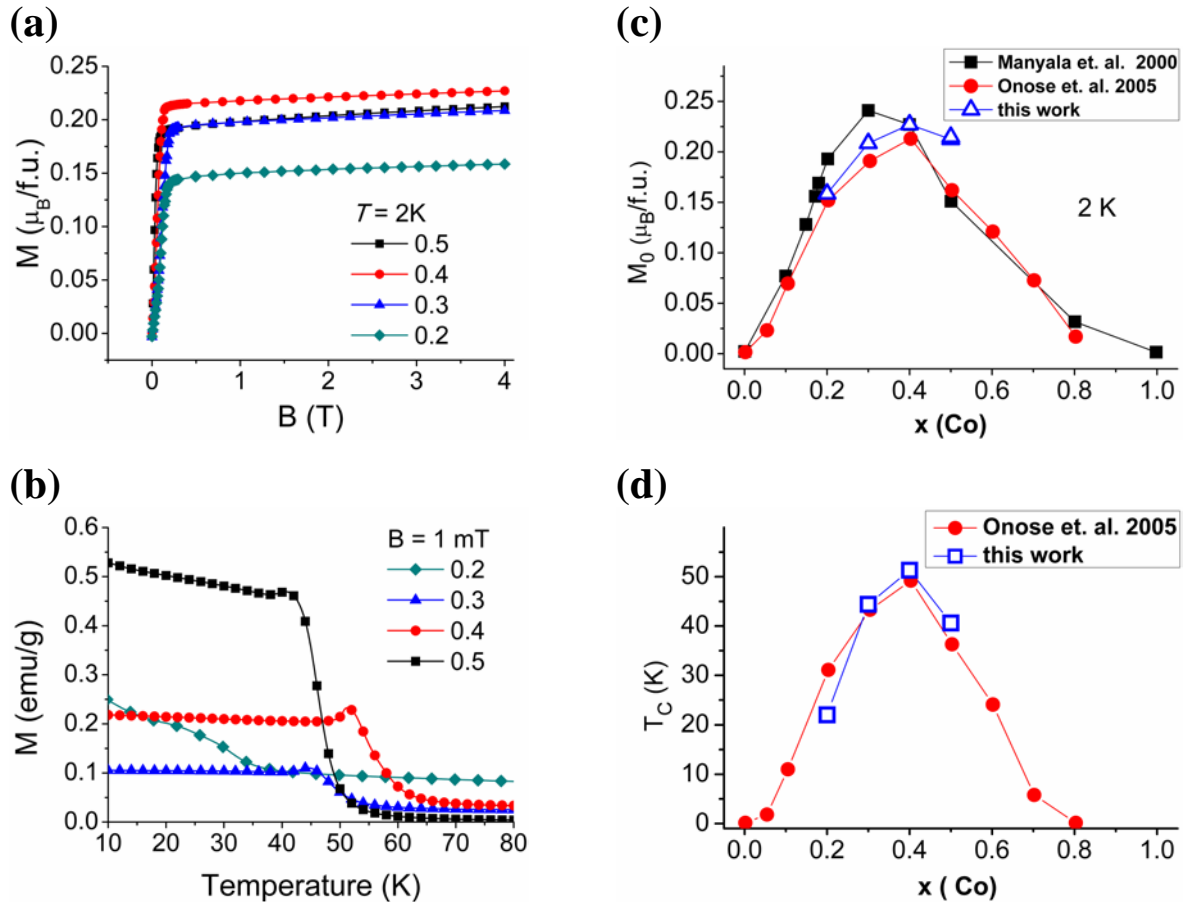 (a)
0.25
0.20
0.15
0.10
0.05
0.00
M (μB/f.u.)
T = 2K
0.5
0.4
0.3
0.2
0 1 2 3 4
B (T)
(c)
Manyala et. al. 2000
Onose et. al. 2005
this work
0.25
0.20
0.15
0.10
0.05
0.00
M0 (μB/f.u.)
2 K
0.0 0.2 0.4 0.6 0.8 1.0
x (Co)
(b)
0.6
0.5
0.4
0.3
0.2
0.1
0.0
M (emu/g)
B = 1 mT
0.2
0.3
0.4
0.5
10 20 30 40 50 60 70 80
Temperature (K)
(d)
Onose et. al. 2005
this work
50
40
30
20
10
0
TC (K)
0.0 0.2 0.4 0.6 0.8 1.0
x ( Co)